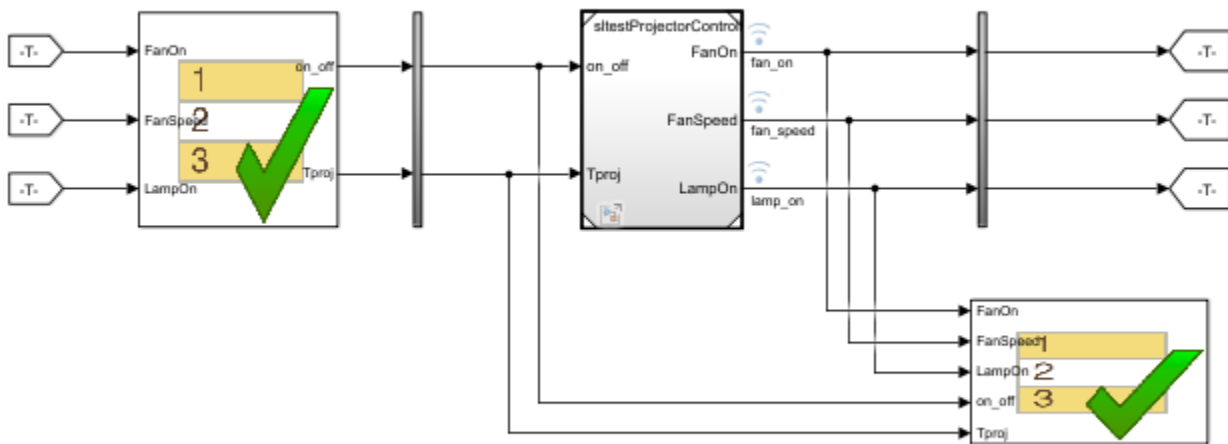 sltestProjectorControl
-T-
FanOn
FanOn
-T-
1
on_off
on_off
fan_on
-T-
FanSpeed
2
FanSpeed
fan_speed
-T-
3
Tproj
Tproj
-T-
LampOn
LampOn
lamp_on
-T-
FanOn
FanSpeed
1
LampOn
2
on_off
3
Tproj